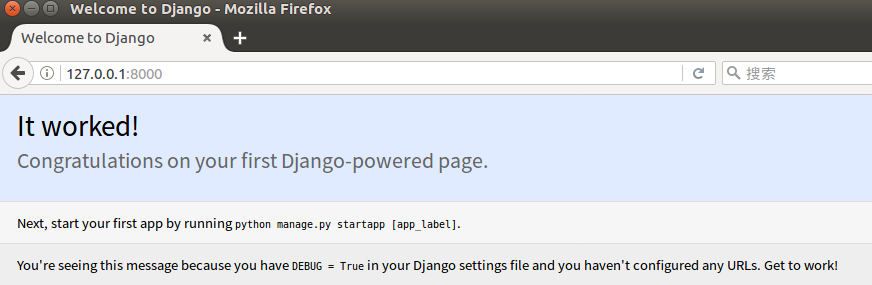 Welcome to Django - Mozilla Firefox
Welcome to Django
127.0.0.1:8000
搜索
It worked!
Congratulations on your first Django-powered page.
Next, start your first app by running python manage.py startapp [app_label].
You're seeing this message because you have DEBUG = True in your Django settings file and you haven't configured any URLs. Get to work!